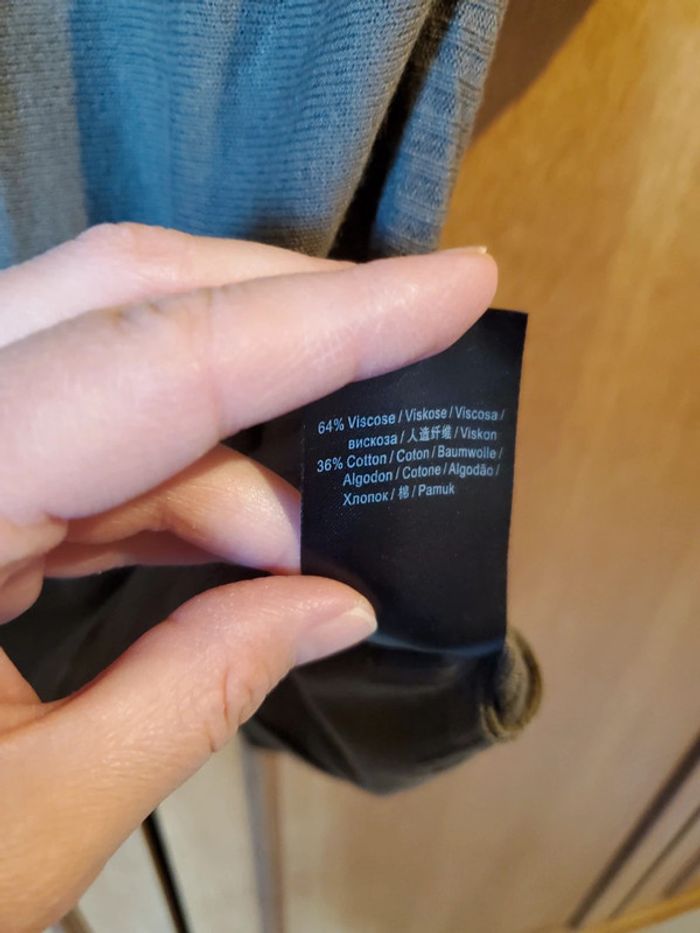 64% Viscose / Viskose / Viscosa /
вискоза / 人造纤维 / Viskon
36% Cotton / Coton / Baumwolle /
Algodon / Cotone / Algodão /
Хлопок / 棉 / Pamuk